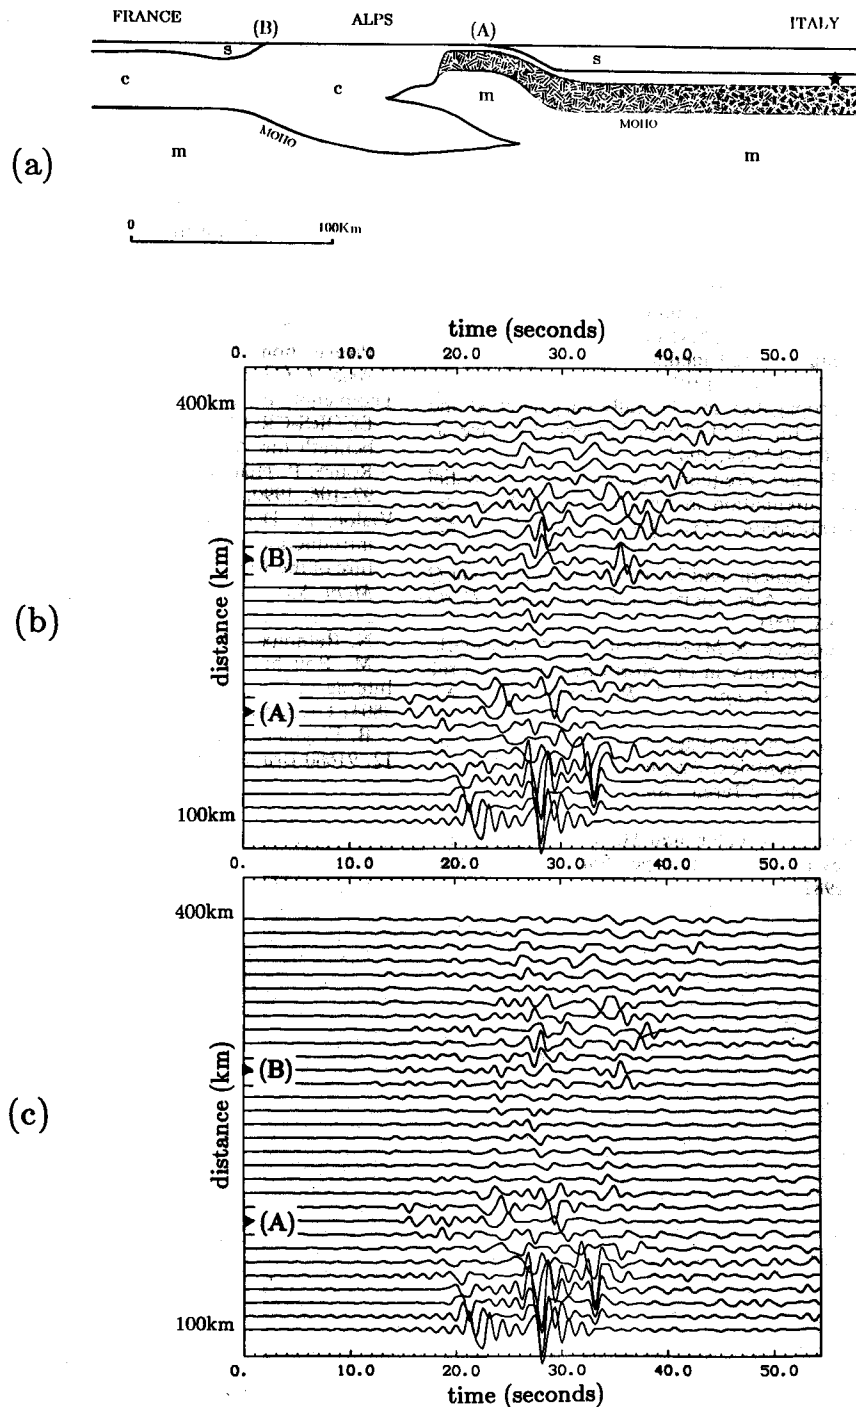 FRANCE (B) ALPS (A) ITALY
s s
c c m
MOHO MOHO
m m
(a)
0 100Km
time (seconds)
0. 10.0 20.0 30.0 40.0 50.0
400km
(B)
distance (km)
(b)
(A)
100km
0. 10.0 20.0 30.0 40.0 50.0
400km
(B)
distance (km)
(c)
(A)
100km
0. 10.0 20.0 30.0 40.0 50.0
time (seconds)